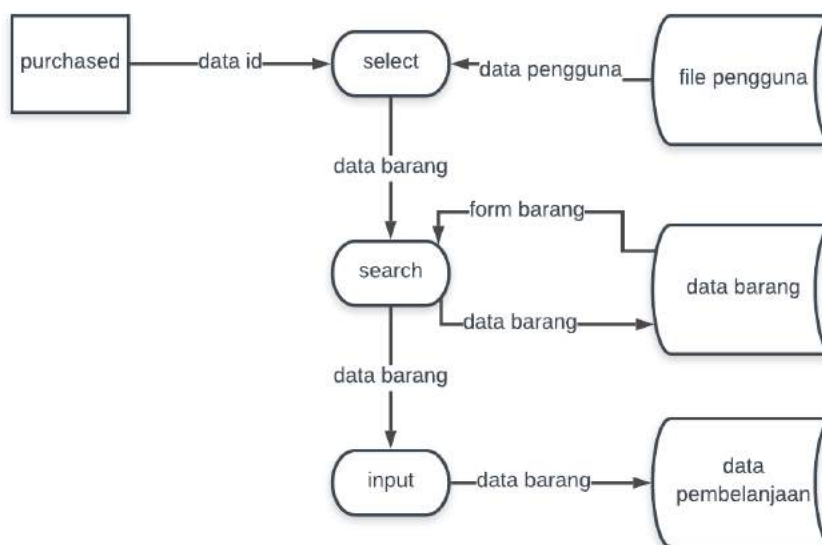 purchased
data id
select
data pengguna
file pengguna
data barang
form barang
search
data barang
data barang
data barang
input
data barang
data
pembelanjaan